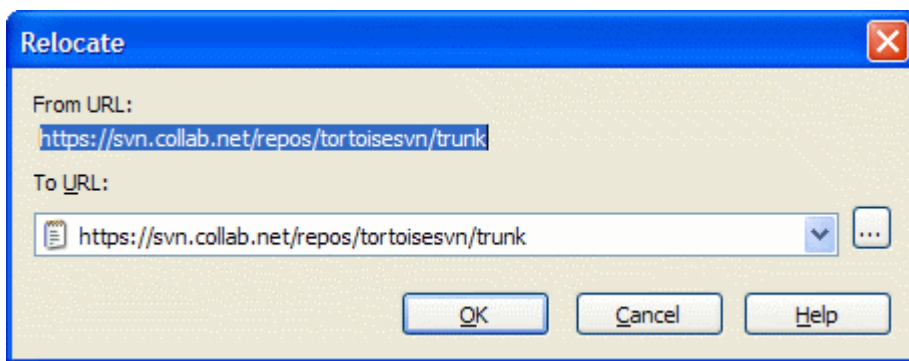 Relocate
From URL:
https://svn.collab.net/repos/tortoisesvn/trunk
To URL:
https://svn.collab.net/repos/tortoisesvn/trunk
...
OK Cancel Help